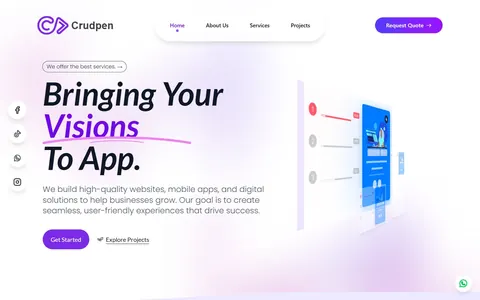 Crudpen
Home
About Us
Services
Projects
Request Quote →
We offer the best services. →
Bringing Your
Visions
To App.
We build high-quality websites, mobile apps, and digital
solutions to help businesses grow. Our goal is to create
seamless, user-friendly experiences that drive success.
Get Started
Explore Projects